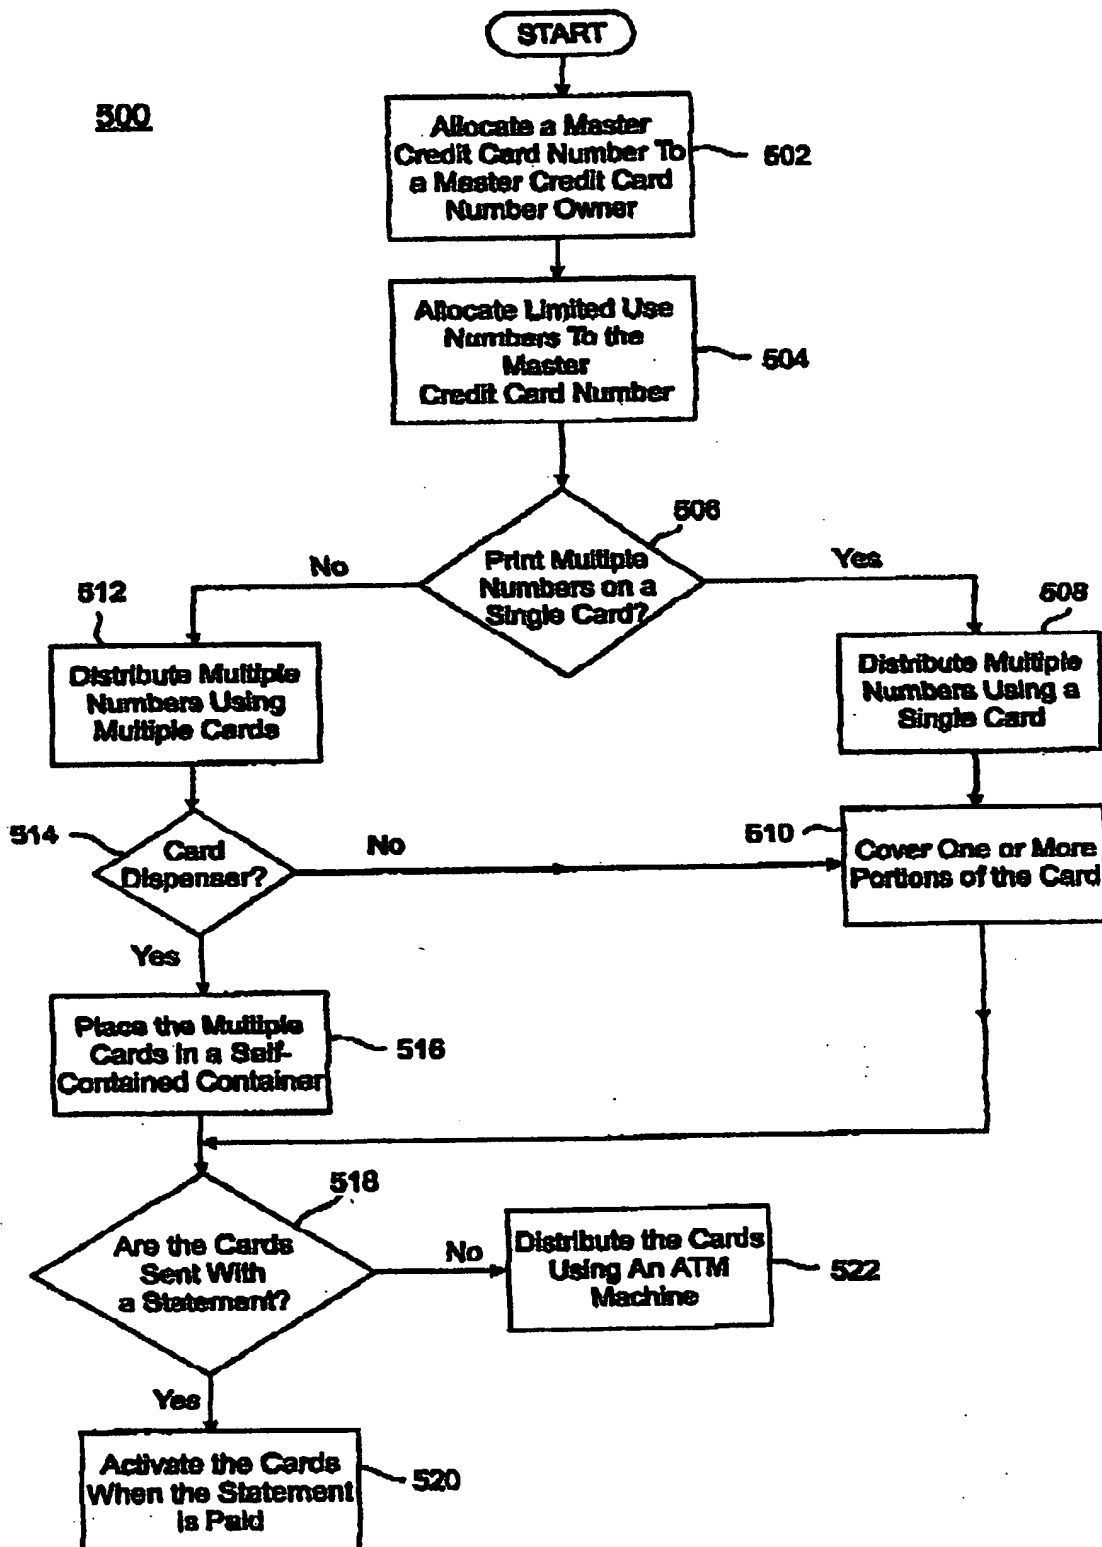 START
500
Allocate a Master
Credit Card Number To
a Master Credit Card
Number Owner
502
Allocate Limited Use
Numbers To the
Master
Credit Card Number
504
506
Print Multiple
Numbers on a
Single Card?
No
Yes
512
508
Distribute Multiple
Numbers Using
Multiple Cards
Distribute Multiple
Numbers Using a
Single Card
514
Card
Dispenser?
No
510
Cover One or More
Portions of the Card
Yes
Place the Multiple
Cards in a Self-
Contained Container
516
518
Are the Cards
Sent With
a Statement?
No
Distribute the Cards
Using An ATM
Machine
522
Yes
Activate the Cards
When the Statement
is Paid
520